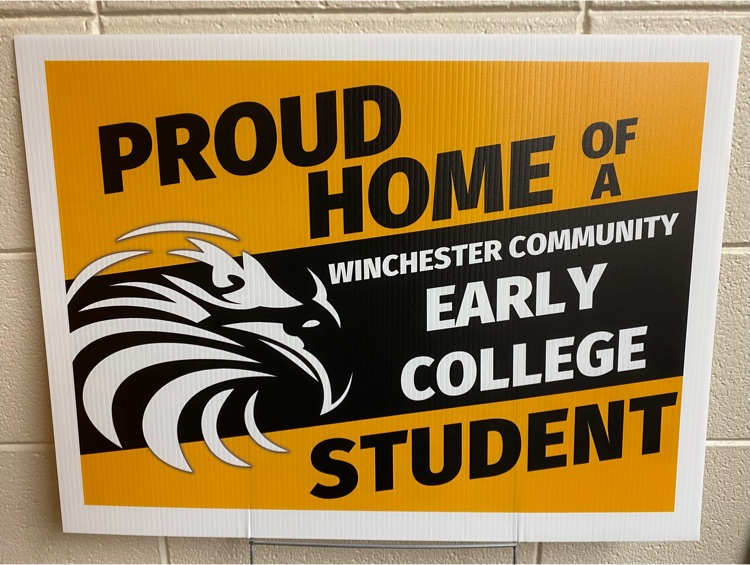 PROUD
HOME OF A
WINCHESTER COMMUNITY
EARLY
COLLEGE
STUDENT